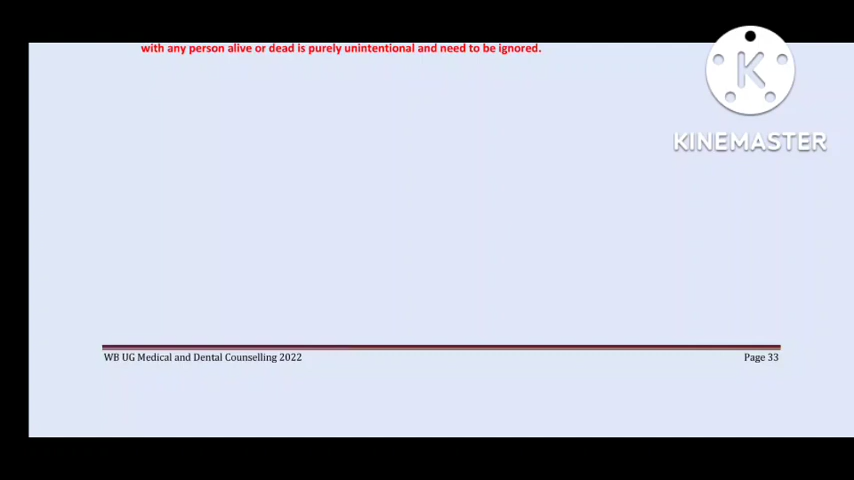 with any person alive or dead is purely unintentional and need to be ignored.
KINEMASTER
WB UG Medical and Dental Counselling 2022 Page 33